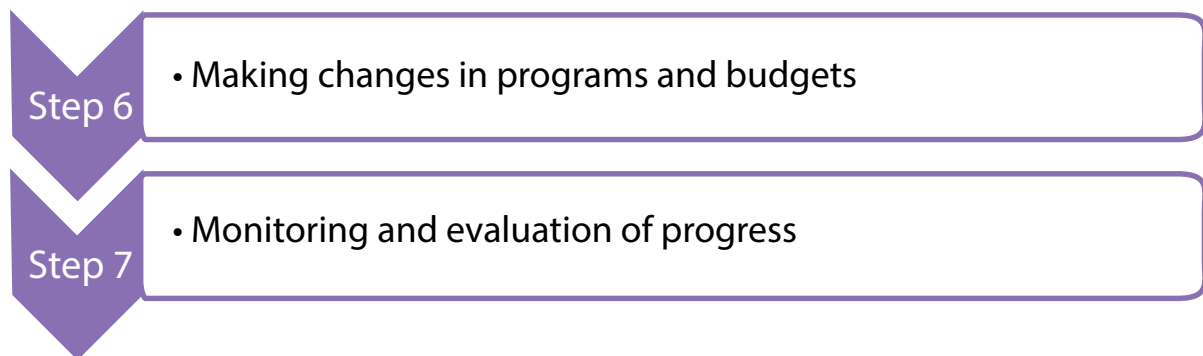 Step 6
• Making changes in programs and budgets
Step 7
• Monitoring and evaluation of progress